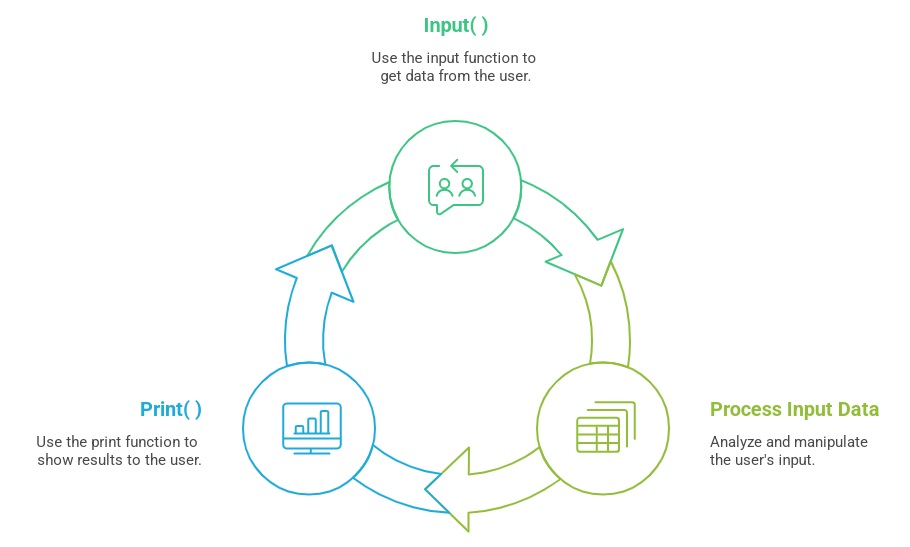 Input( )
Use the input function to
get data from the user.
Print( )
Use the print function to
show results to the user.
Process Input Data
Analyze and manipulate
the user's input.